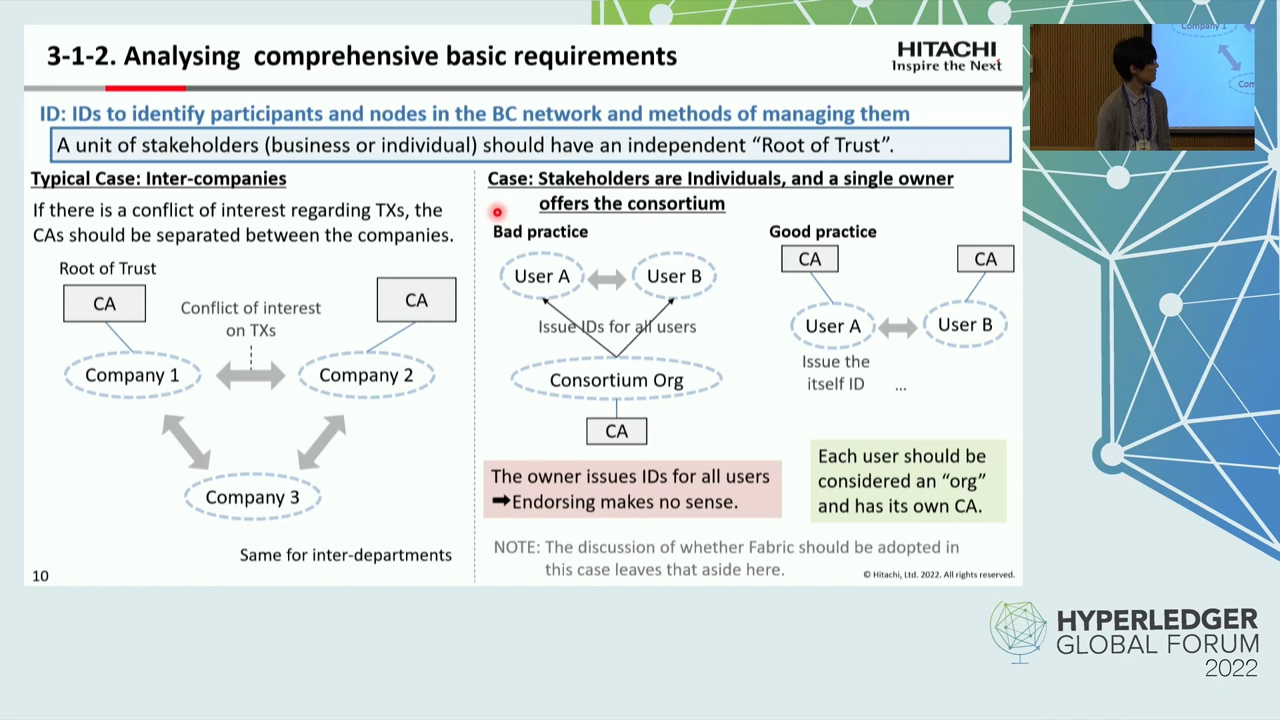 3-1-2. Analysing comprehensive basic requirements
HITACHI
Inspire the Next
ID: IDs to identify participants and nodes in the BC network and methods of managing them
A unit of stakeholders (business or individual) should have an independent “Root of Trust”.
Typical Case: Inter-companies
If there is a conflict of interest regarding TXs, the
CAs should be separated between the companies.
Root of Trust
CA
CA
Conflict of interest
on TXs
Company 1
Company 2
Company 3
Same for inter-departments
10
Case: Stakeholders are Individuals, and a single owner
offers the consortium
Bad practice
User A
User B
Issue IDs for all users
Consortium Org
CA
The owner issues IDs for all users
➡Endorsing makes no sense.
Good practice
CA
CA
User A
User B
Issue the
itself ID
...
Each user should be
considered an “org”
and has its own CA.
NOTE: The discussion of whether Fabric should be adopted in
this case leaves that aside here.
© Hitachi, Ltd. 2022. All rights reserved.
Company 1
Com
HYPERLEDGER
GLOBAL FORUM
2022